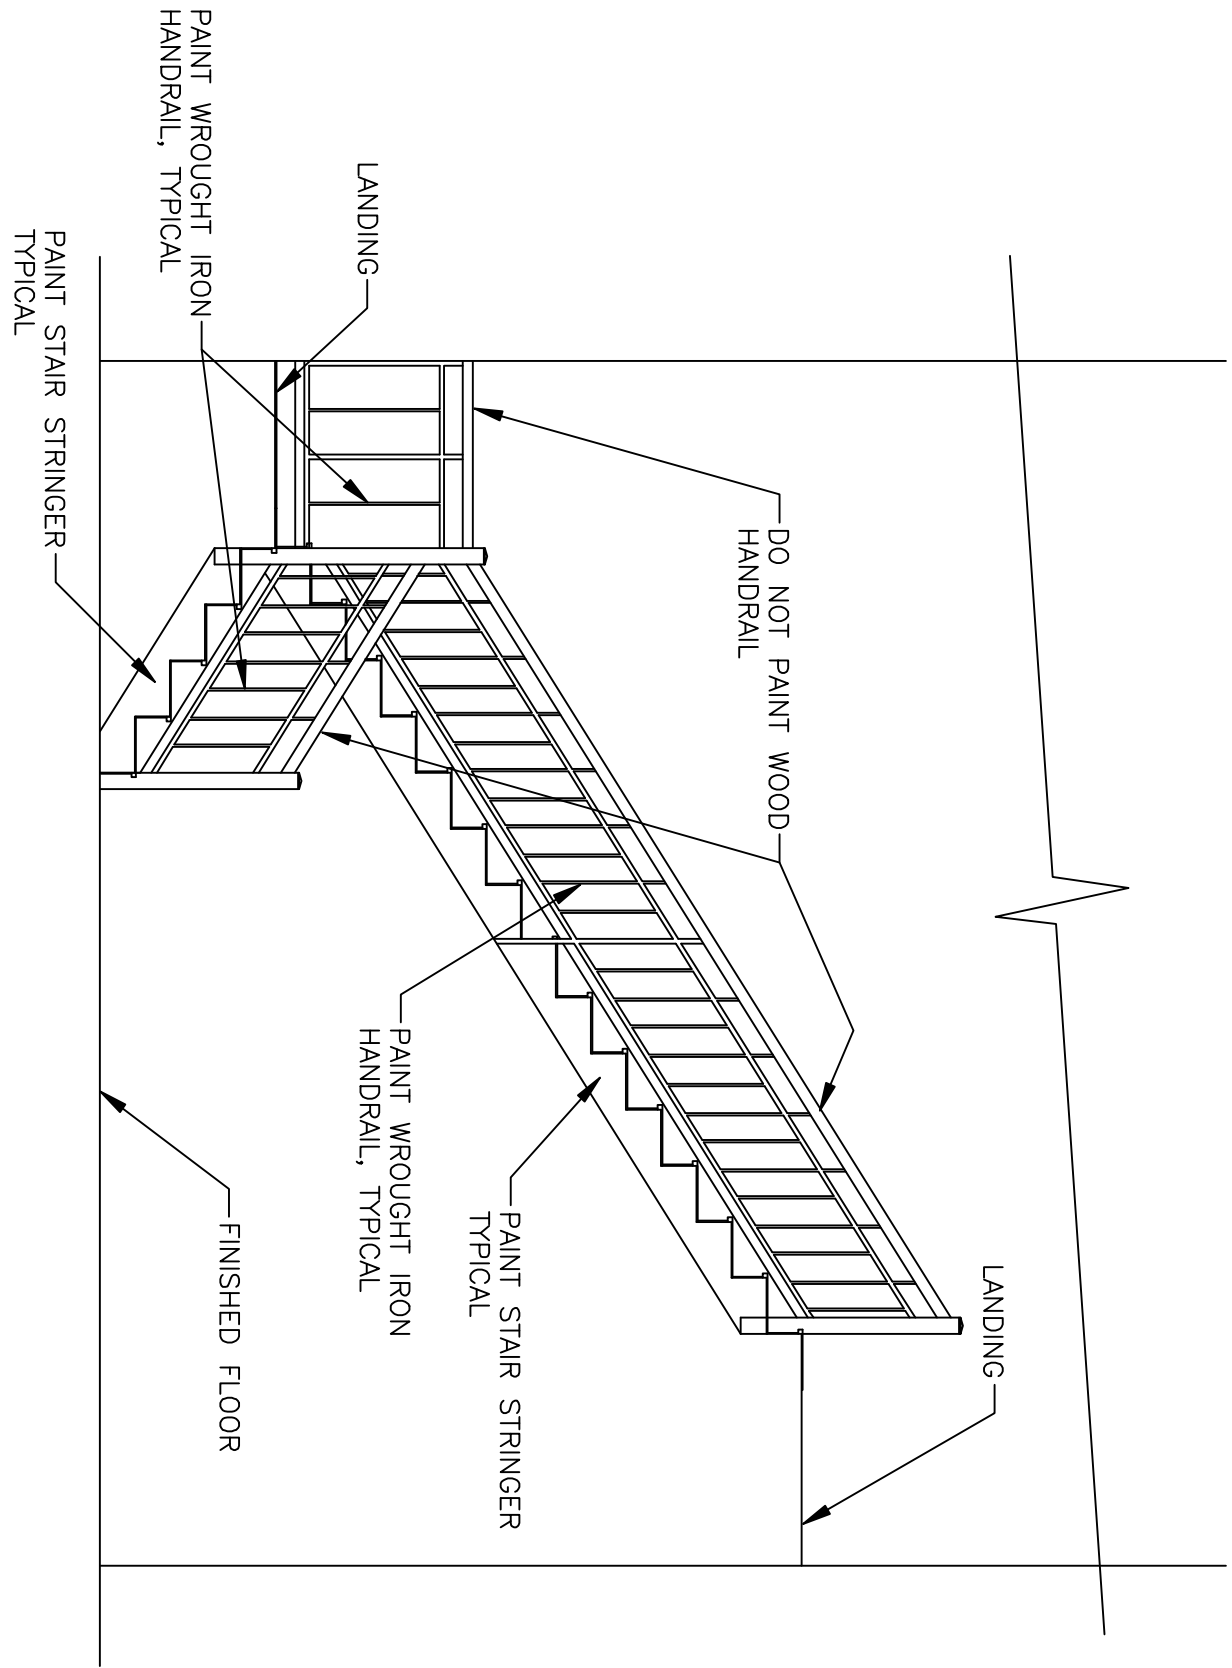 LANDING
DO NOT PAINT WOOD
HANDRAIL
LANDING
PAINT WROUGHT IRON
HANDRAIL, TYPICAL
PAINT STAIR STRINGER
TYPICAL
PAINT STAIR STRINGER
TYPICAL
PAINT WROUGHT IRON
HANDRAIL, TYPICAL
FINISHED FLOOR